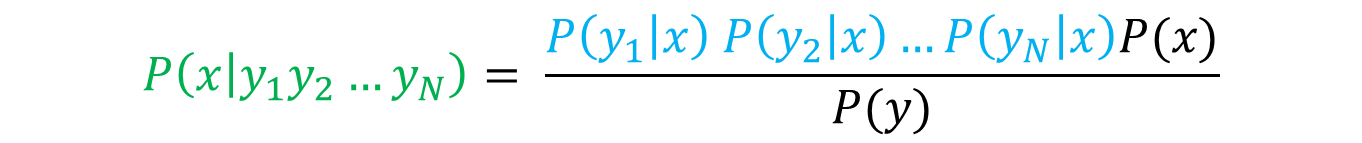 P(x|y₁y₂ … y_N) = P(y₁|x) P(y₂|x) … P(y_N|x)P(x)
P(y)